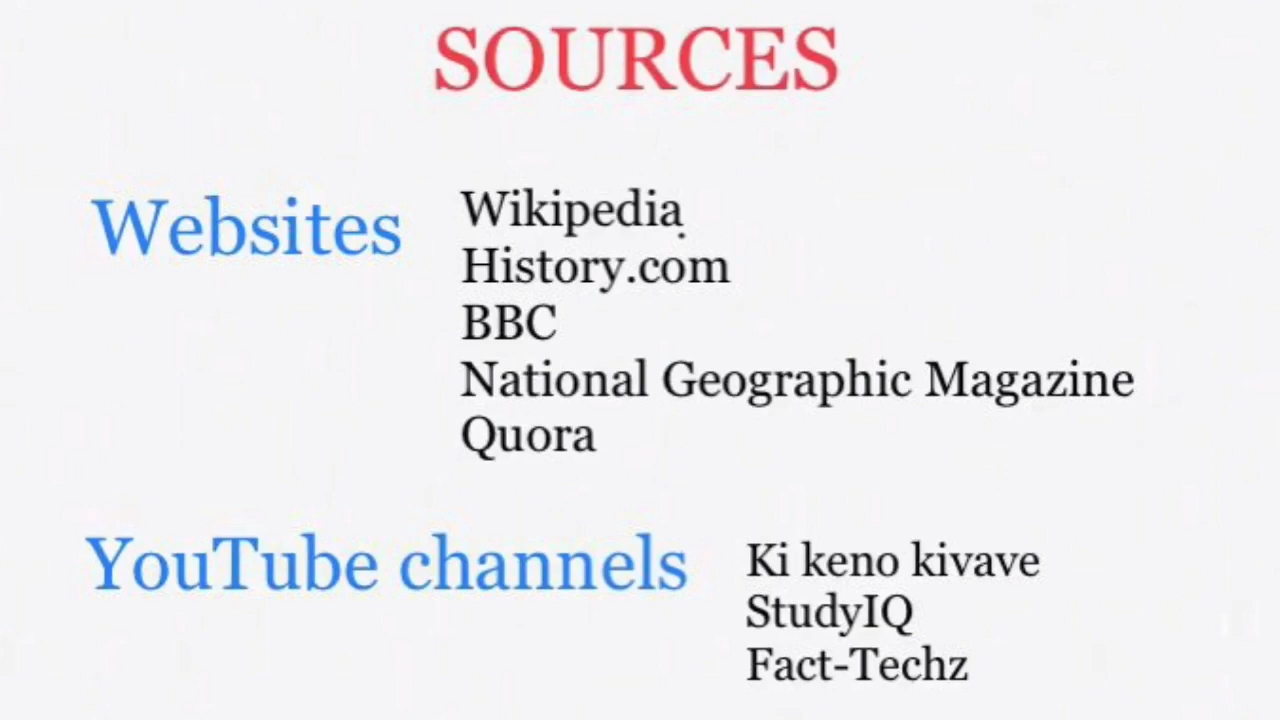 SOURCES
Websites
Wikipedia
History.com
BBC
National Geographic Magazine
Quora
YouTube channels
Ki keno kivave
StudyIQ
Fact-Techz